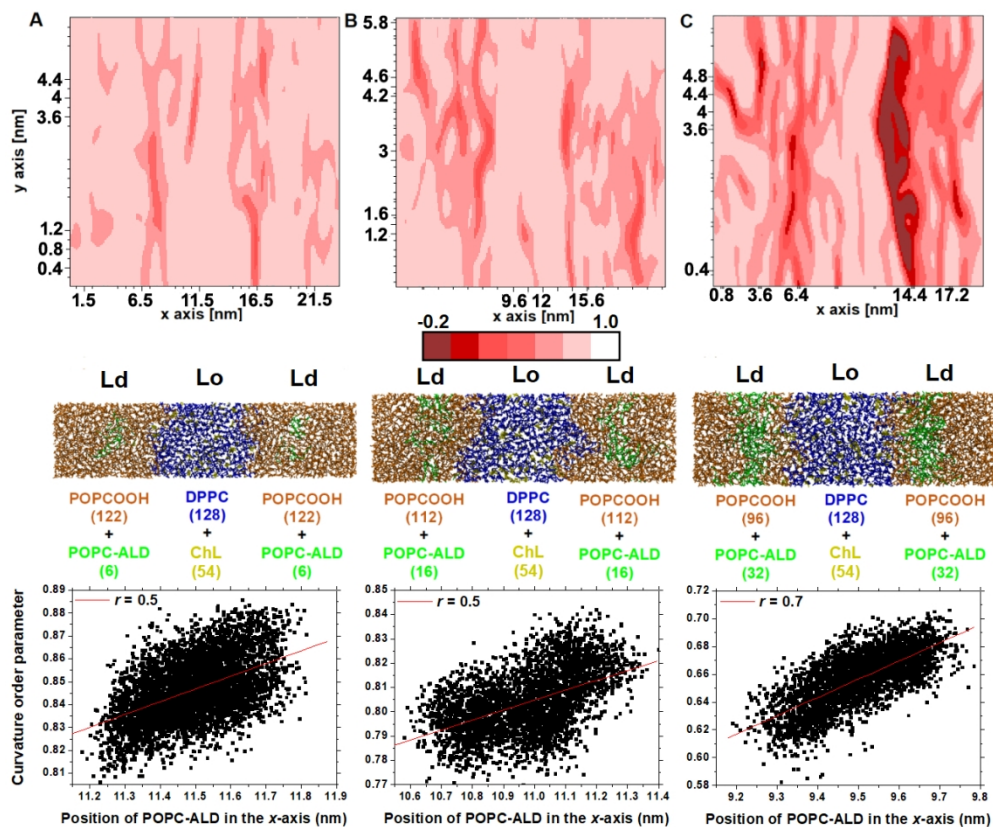 A
B
C
y axis [nm]
4.4
4
3.6
1.2
0.8
0.4
1.5 6.5 11.5 16.5 21.5
x axis [nm]
5.8
4.6
4.2
3
1.6
1.2
9.6 12 15.6
x axis [nm]
4.8
4.4
4
3.6
0.4
0.8 3.6 6.4 14.4 17.2
x axis [nm]
-0.2 1.0
Ld Lo Ld
Ld Lo Ld
Ld Lo Ld
POPCOOH DPPC POPCOOH
(122) (128) (122)
+ + +
POPC-ALD ChL POPC-ALD
(6) (54) (6)
POPCOOH DPPC POPCOOH
(112) (128) (112)
+ + +
POPC-ALD ChL POPC-ALD
(16) (54) (16)
POPCOOH DPPC POPCOOH
(96) (128) (96)
+ + +
POPC-ALD ChL POPC-ALD
(32) (54) (32)
Curvature order parameter
0.89
0.87
0.86
0.84
0.83
0.82
0.81
r = 0.5
11.2 11.3 11.4 11.5 11.6 11.7 11.8 11.9
Position of POPC-ALD in the x-axis (nm)
0.84
0.83
0.82
0.81
0.80
0.79
0.77
r = 0.5
10.6 10.7 10.8 10.9 11.0 11.1 11.2 11.3 11.4
Position of POPC-ALD in the x-axis (nm)
0.72
0.70
0.68
0.66
0.64
0.62
0.60
0.58
r = 0.7
9.2 9.3 9.4 9.5 9.6 9.7 9.8
Position of POPC-ALD in the x-axis (nm)